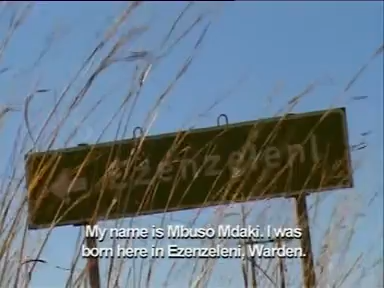 Ezenzeleni
My name is Mbuso Mdaki. I was
born here in Ezenzeleni, Warden.